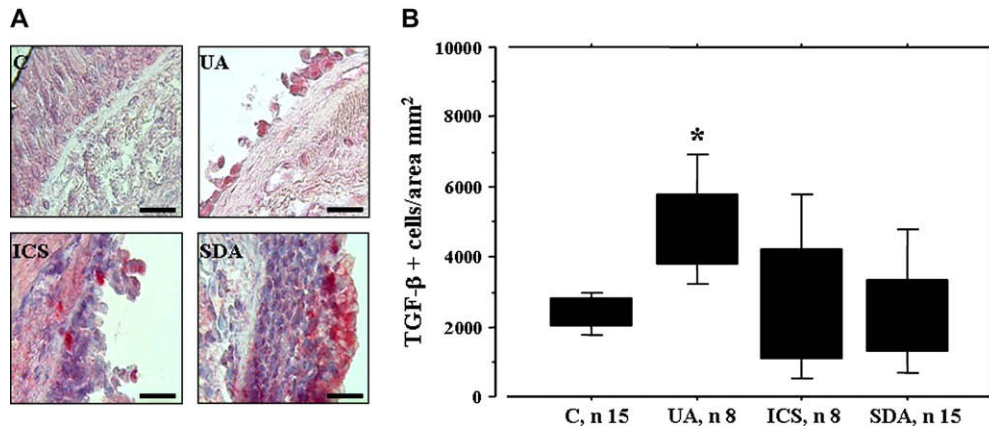 A
C
UA
ICS
SDA
B
TGF-β + cells/area mm²
10000
8000
6000
4000
2000
0
*
C, n 15
UA, n 8
ICS, n 8
SDA, n 15